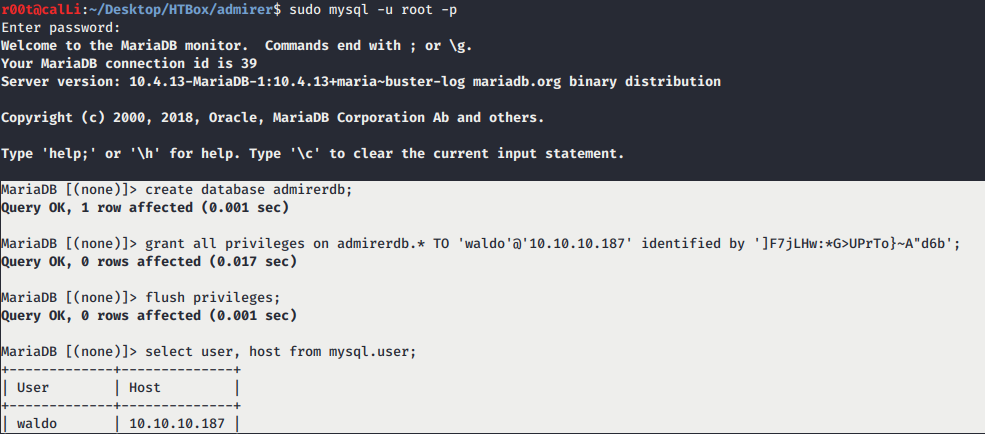 r00t@calLi:~/Desktop/HTBox/admirer$ sudo mysql -u root -p
Enter password:
Welcome to the MariaDB monitor.  Commands end with ; or \g.
Your MariaDB connection id is 39
Server version: 10.4.13-MariaDB-1:10.4.13+maria~buster-log mariadb.org binary distribution

Copyright (c) 2000, 2018, Oracle, MariaDB Corporation Ab and others.

Type 'help;' or '\h' for help. Type '\c' to clear the current input statement.

MariaDB [(none)]> create database admirerdb;
Query OK, 1 row affected (0.001 sec)

MariaDB [(none)]> grant all privileges on admirerdb.* TO 'waldo'@'10.10.10.187' identified by ']F7jLHw:*G>UPrTo}~A"d6b';
Query OK, 0 rows affected (0.017 sec)

MariaDB [(none)]> flush privileges;
Query OK, 0 rows affected (0.001 sec)

MariaDB [(none)]> select user, host from mysql.user;
+-------------+--------------+
| User        | Host         |
+-------------+--------------+
| waldo       | 10.10.10.187 |